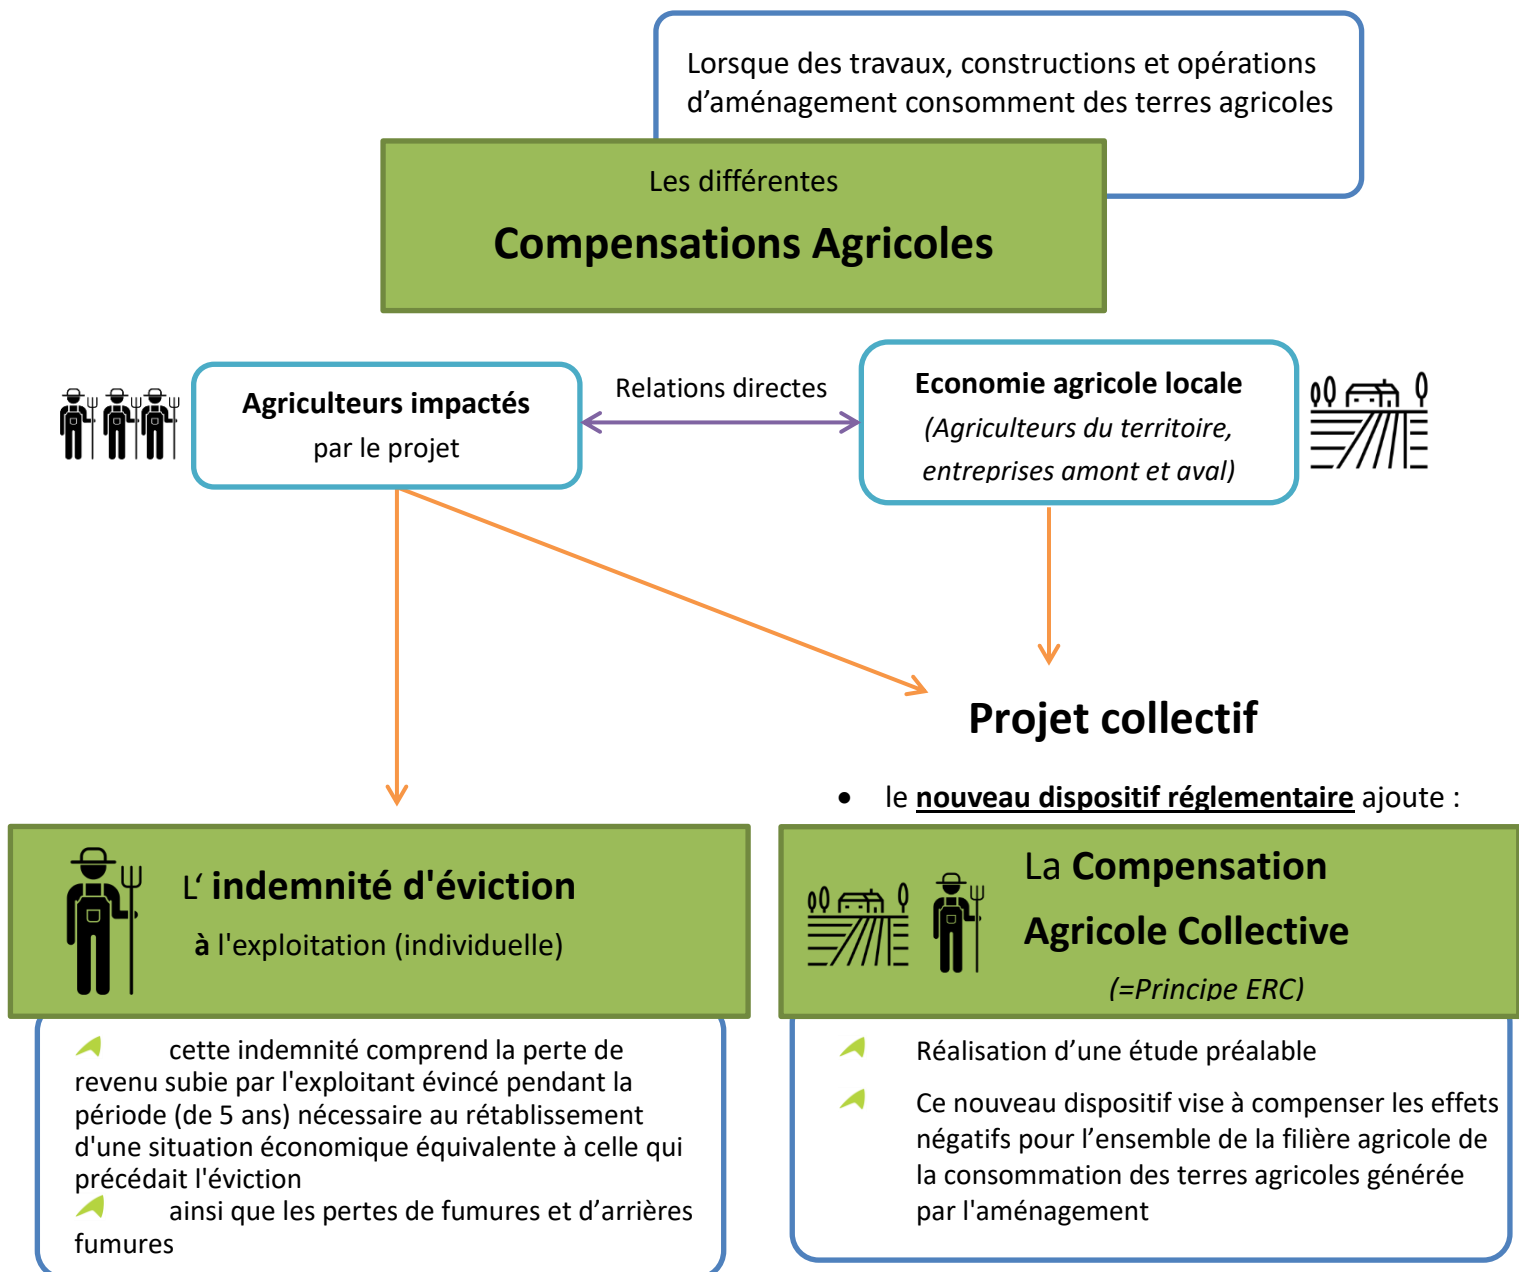 Lorsque des travaux, constructions et opérations
d’aménagement consomment des terres agricoles
Les différentes
Compensations Agricoles
Agriculteurs impactés
par le projet
Relations directes
Economie agricole locale
(Agriculteurs du territoire,
entreprises amont et aval)
Projet collectif
• le nouveau dispositif réglementaire ajoute :
L‘ indemnité d'éviction
à l'exploitation (individuelle)
cette indemnité comprend la perte de
revenu subie par l'exploitant évincé pendant la
période (de 5 ans) nécessaire au rétablissement
d'une situation économique équivalente à celle qui
précédait l'éviction
ainsi que les pertes de fumures et d’arrières
fumures
La Compensation
Agricole Collective
(=Principe ERC)
Réalisation d’une étude préalable
Ce nouveau dispositif vise à compenser les effets
négatifs pour l’ensemble de la filière agricole de
la consommation des terres agricoles générée
par l'aménagement